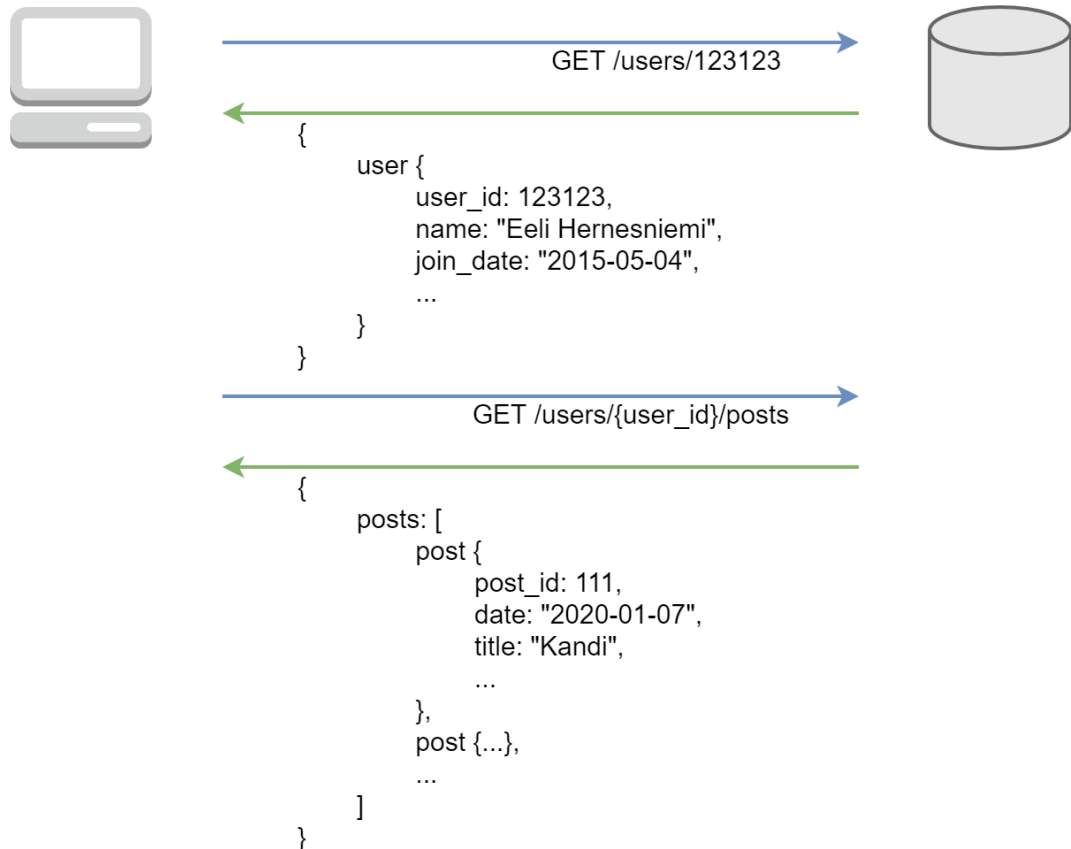 GET /users/123123
{
user {
user_id: 123123,
name: "Eeli Hernesniemi",
join_date: "2015-05-04",
...
}
}
GET /users/{user_id}/posts
{
posts: [
post {
post_id: 111,
date: "2020-01-07",
title: "Kandi",
...
},
post {...},
...
]
}